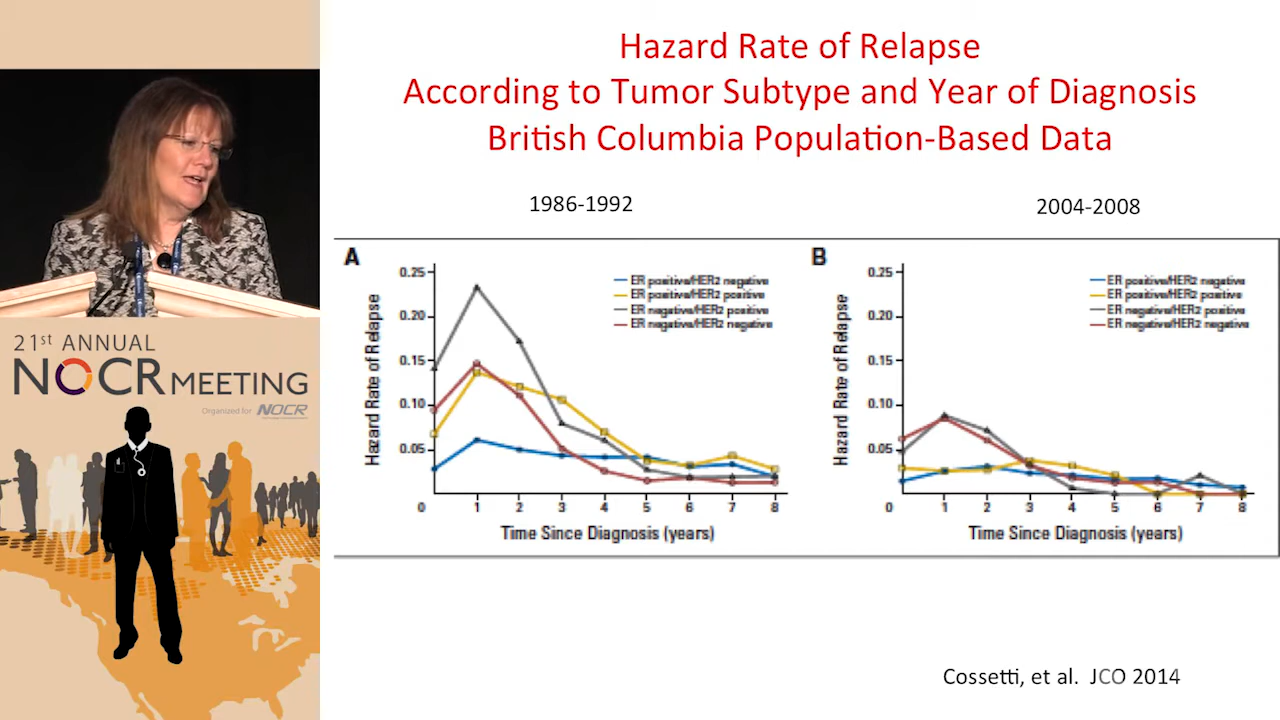 Hazard Rate of Relapse
According to Tumor Subtype and Year of Diagnosis
British Columbia Population-Based Data
1986-1992
2004-2008
A
0.25
0.20
0.15
0.10
0.05
0
1
2
3
4
5
6
7
8
Hazard Rate of Relapse
Time Since Diagnosis (years)
ER positive/HER2 negative
ER positive/HER2 positive
ER negative/HER2 positive
ER negative/HER2 negative
B
0.25
0.20
0.15
0.10
0.05
0
1
2
3
4
5
6
7
8
Hazard Rate of Relapse
Time Since Diagnosis (years)
ER positive/HER2 negative
ER positive/HER2 positive
ER negative/HER2 positive
ER negative/HER2 negative
Cossetti, et al. JCO 2014
21st ANNUAL
NOCR MEETING
Organized for NOCR